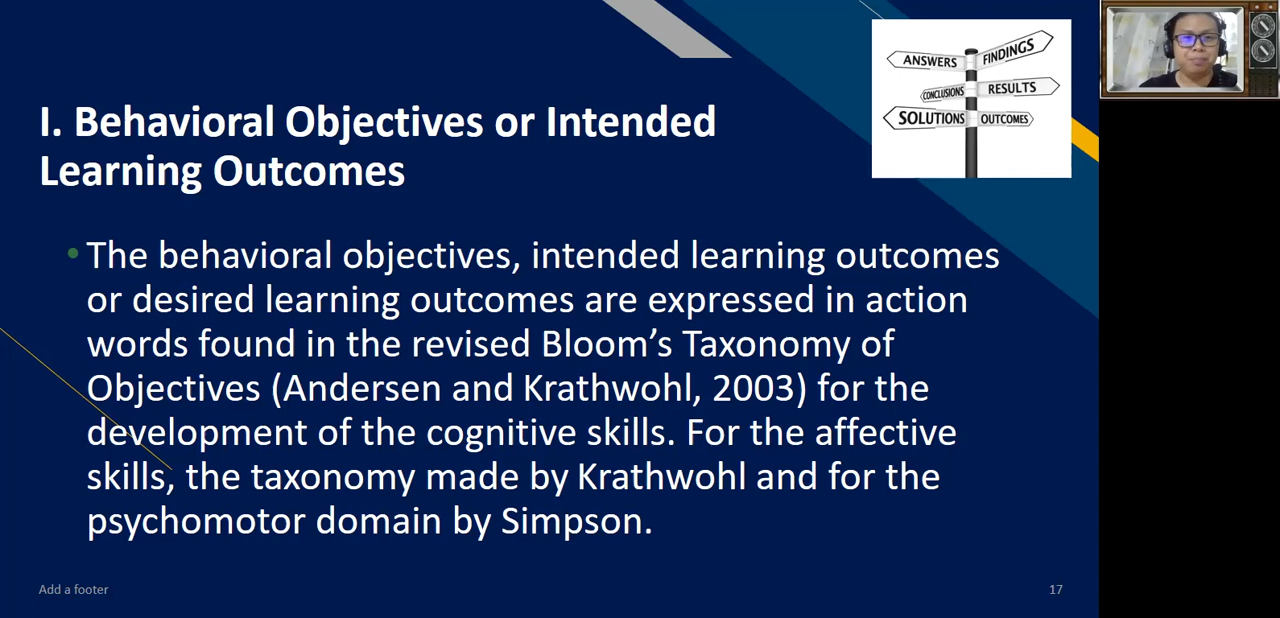 I. Behavioral Objectives or Intended
Learning Outcomes
ANSWERS
FINDINGS
CONCLUSIONS
RESULTS
SOLUTIONS
OUTCOMES
• The behavioral objectives, intended learning outcomes
or desired learning outcomes are expressed in action
words found in the revised Bloom’s Taxonomy of
Objectives (Andersen and Krathwohl, 2003) for the
development of the cognitive skills. For the affective
skills, the taxonomy made by Krathwohl and for the
psychomotor domain by Simpson.
Add a footer
17